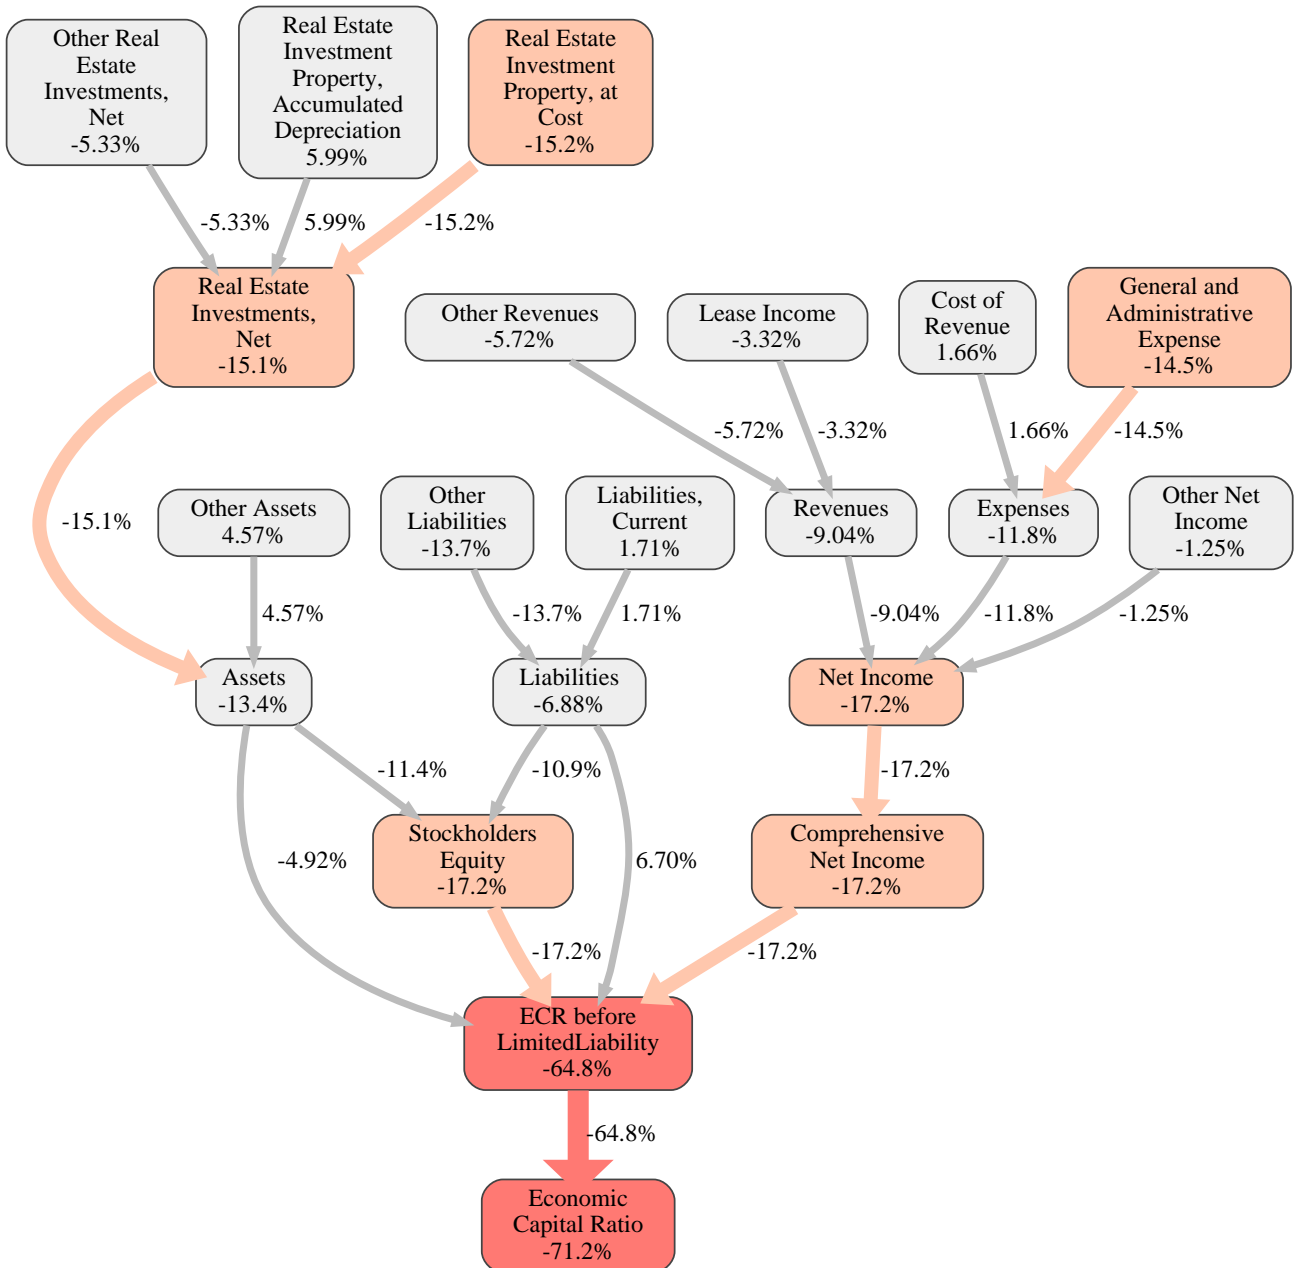 Other Real
Estate
Investments,
Net
-5.33%
Real Estate
Investment
Property,
Accumulated
Depreciation
5.99%
Real Estate
Investment
Property, at
Cost
-15.2%
-5.33%
5.99%
-15.2%
Real Estate
Investments,
Net
-15.1%
Other Revenues
-5.72%
Lease Income
-3.32%
Cost of
Revenue
1.66%
General and
Administrative
Expense
-14.5%
-5.72%
-3.32%
1.66%
-14.5%
-15.1%
Other Assets
4.57%
Other
Liabilities
-13.7%
Liabilities,
Current
1.71%
Revenues
-9.04%
Expenses
-11.8%
Other Net
Income
-1.25%
4.57%
-13.7%
1.71%
-9.04%
-11.8%
-1.25%
Assets
-13.4%
Liabilities
-6.88%
Net Income
-17.2%
-11.4%
-10.9%
-17.2%
-4.92%
Stockholders
Equity
-17.2%
6.70%
Comprehensive
Net Income
-17.2%
-17.2%
-17.2%
ECR before
LimitedLiability
-64.8%
-64.8%
Economic
Capital Ratio
-71.2%